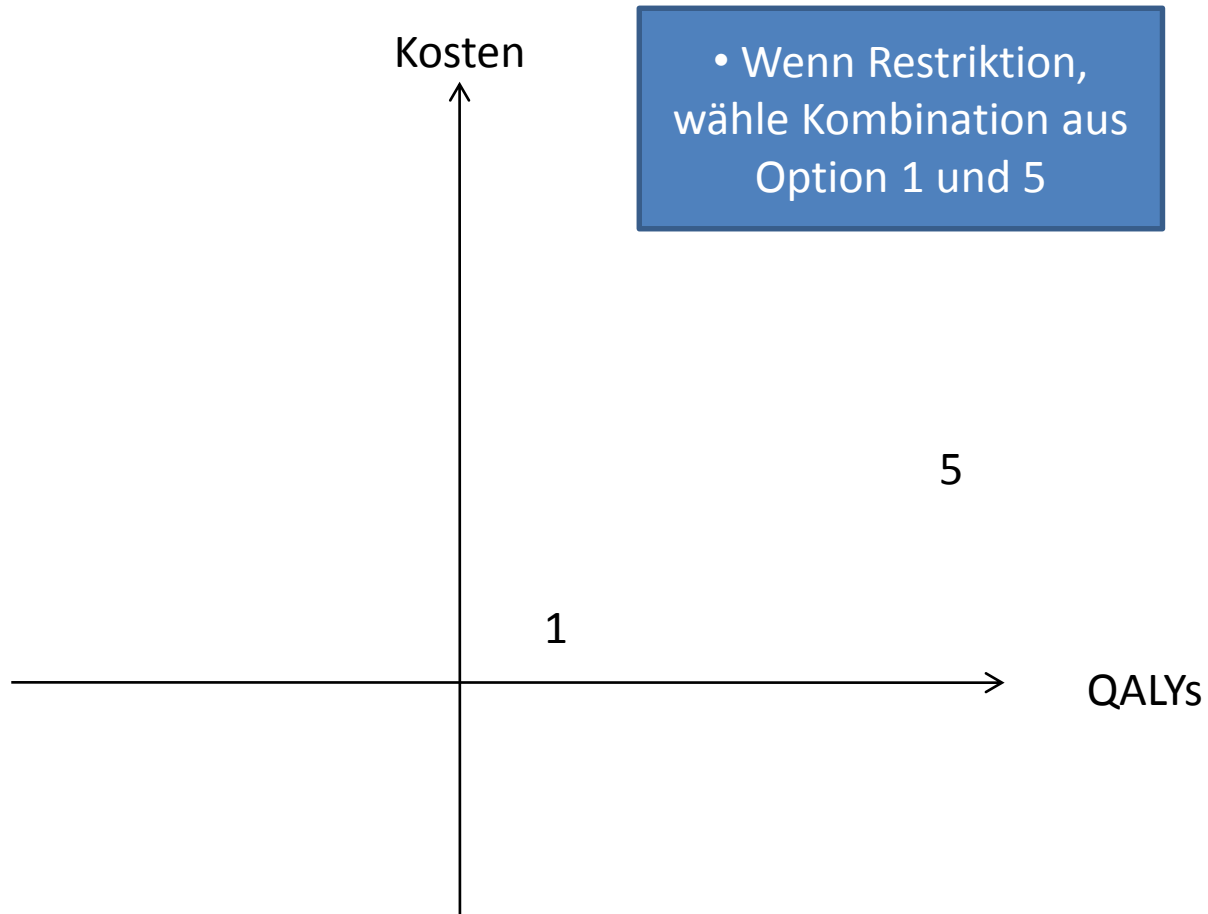 Kosten
• Wenn Restriktion,
wähle Kombination aus
Option 1 und 5
5
1
QALYs